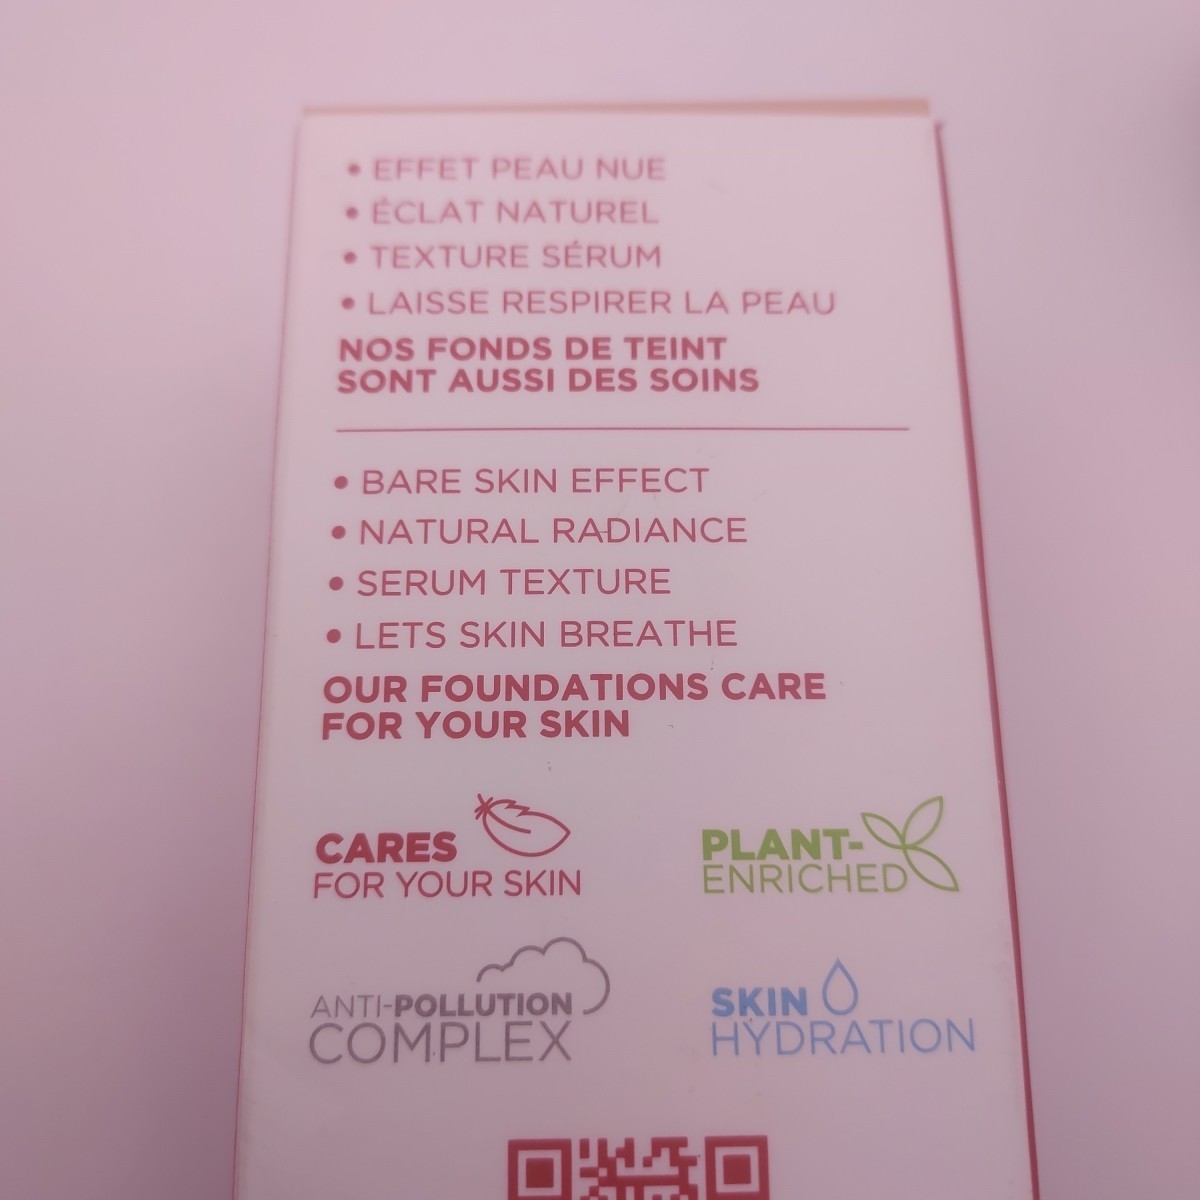 • EFFET PEAU NUE
• ÉCLAT NATUREL
• TEXTURE SÉRUM
• LAISSE RESPIRER LA PEAU
NOS FONDS DE TEINT
SONT AUSSI DES SOINS
• BARE SKIN EFFECT
• NATURAL RADIANCE
• SERUM TEXTURE
• LETS SKIN BREATHE
OUR FOUNDATIONS CARE
FOR YOUR SKIN
CARES
FOR YOUR SKIN
PLANT-
ENRICHED
ANTI-POLLUTION
COMPLEX
SKIN
HYDRATION